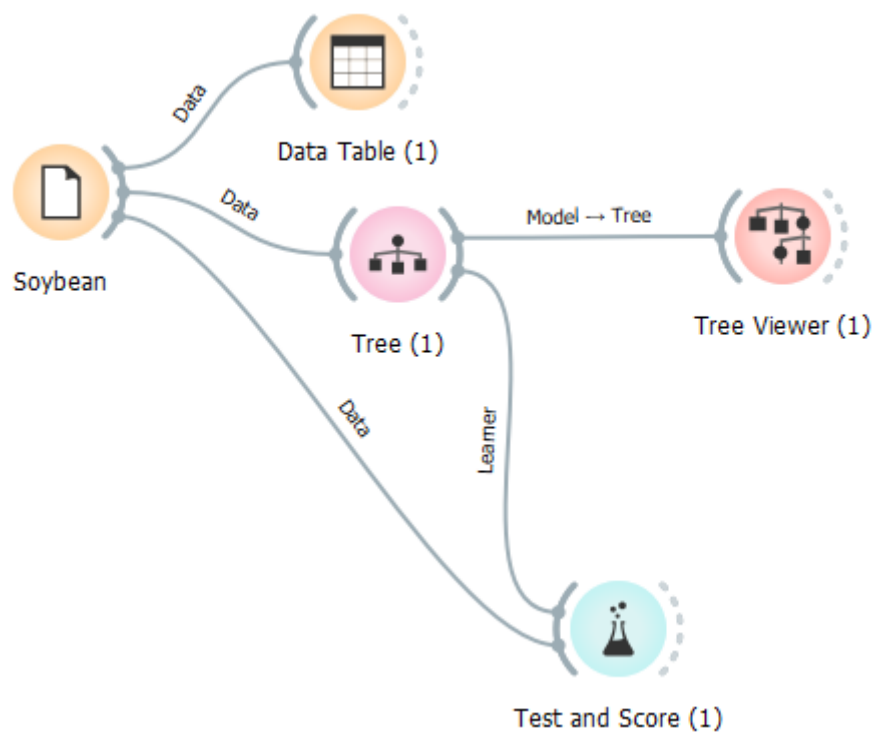 Data
Data Table (1)
Soybean
Data
Model → Tree
Tree (1)
Tree Viewer (1)
Data
Learner
Test and Score (1)